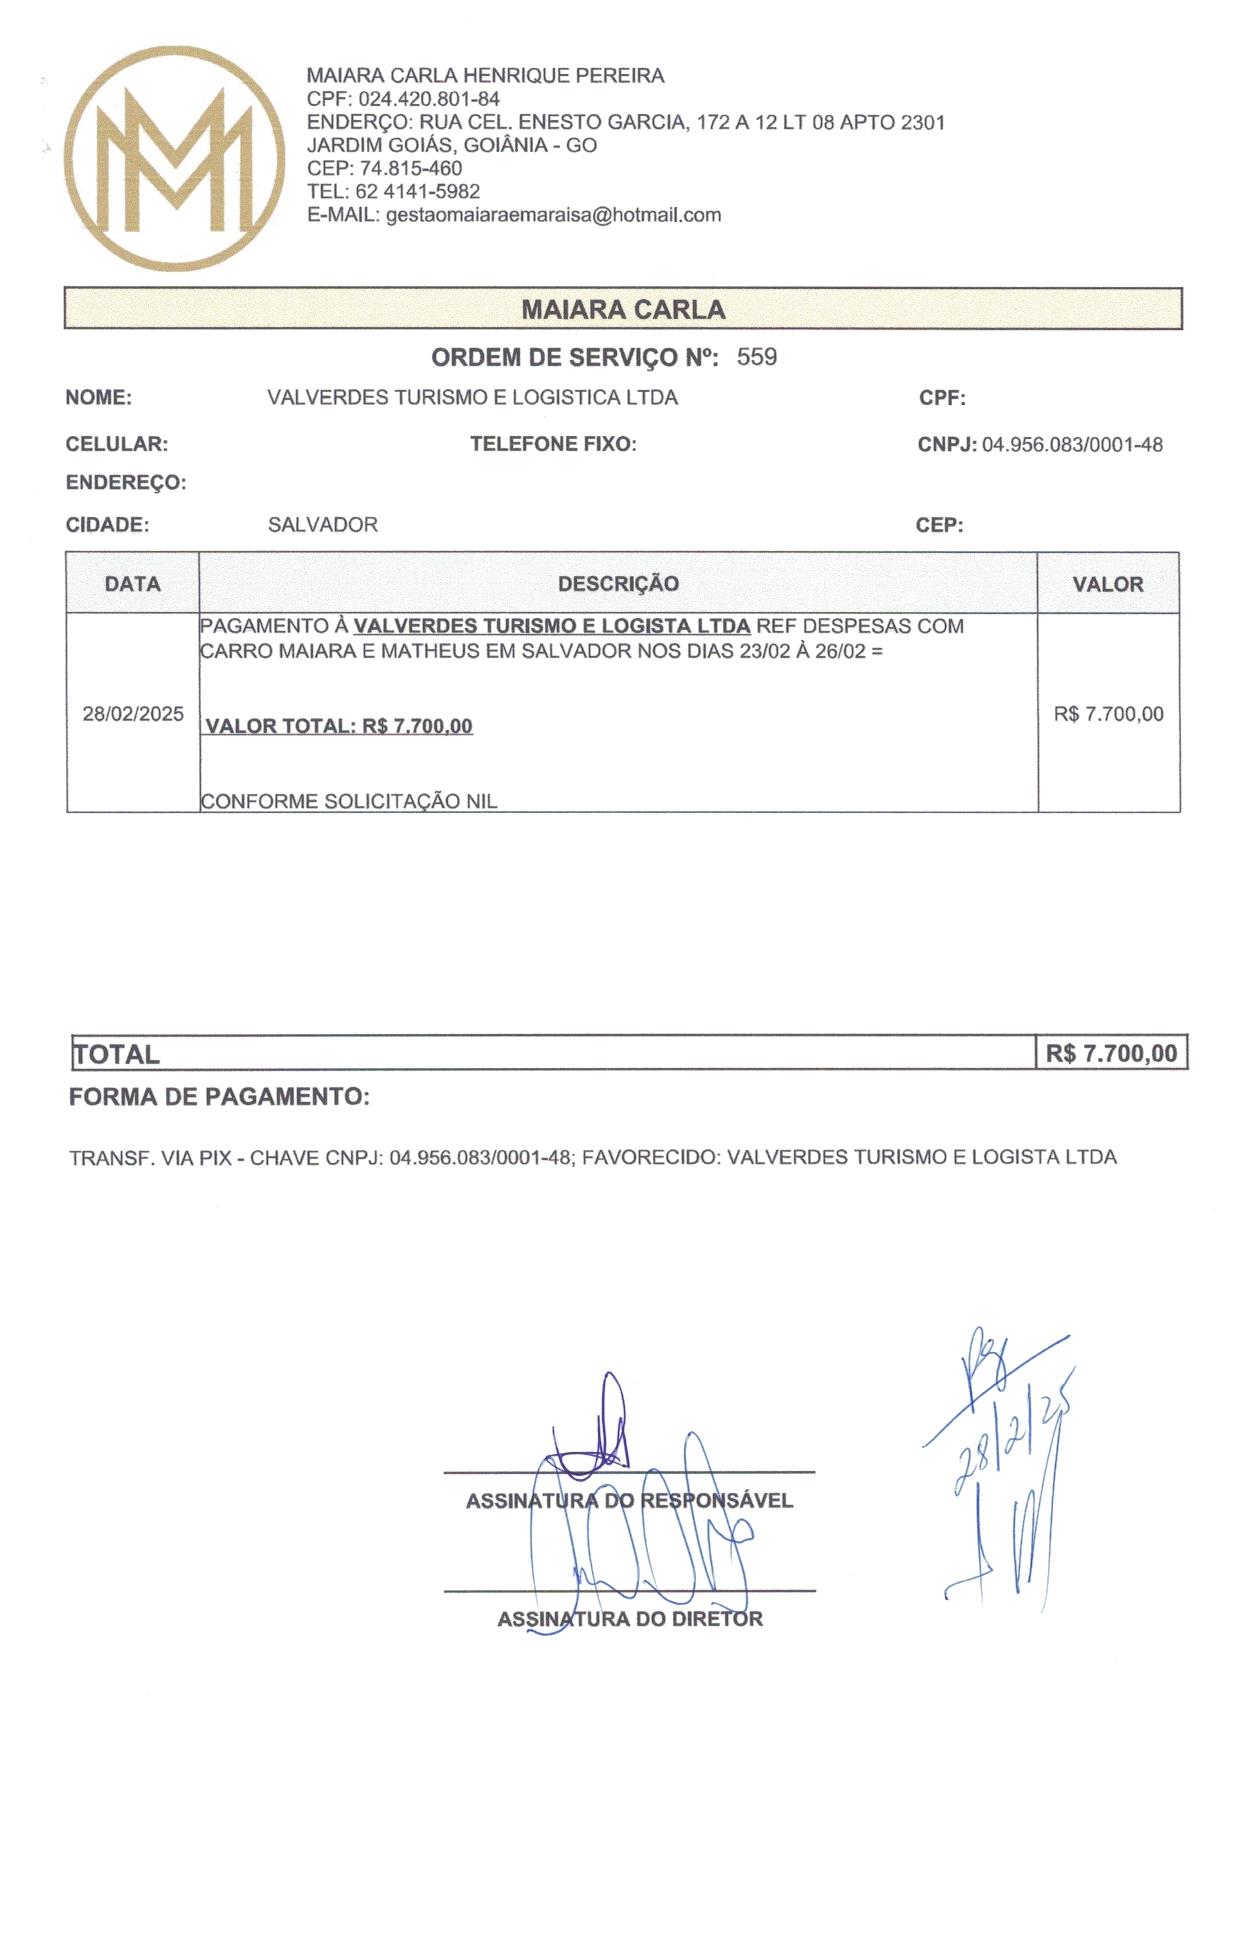 MM
MAIARA CARLA HENRIQUE PEREIRA
CPF: 024.420.801-84
ENDERÇO: RUA CEL. ENESTO GARCIA, 172 A 12 LT 08 APTO 2301
JARDIM GOIÁS, GOIÂNIA - GO
CEP: 74.815-460
TEL: 62 4141-5982
E-MAIL: gestaomaiaraemaraisa@hotmail.com
MAIARA CARLA
ORDEM DE SERVIÇO Nº: 559
NOME: VALVERDES TURISMO E LOGISTICA LTDA CPF:
CELULAR: TELEFONE FIXO: CNPJ: 04.956.083/0001-48
ENDEREÇO:
CIDADE: SALVADOR CEP:
DATA DESCRIÇÃO VALOR
PAGAMENTO À VALVERDES TURISMO E LOGISTA LTDA REF DESPESAS COM
CARRO MAIARA E MATHEUS EM SALVADOR NOS DIAS 23/02 À 26/02 =
28/02/2025 VALOR TOTAL: R$ 7.700,00 R$ 7.700,00
CONFORME SOLICITAÇÃO NIL
TOTAL R$ 7.700,00
FORMA DE PAGAMENTO:
TRANSF. VIA PIX - CHAVE CNPJ: 04.956.083/0001-48; FAVORECIDO: VALVERDES TURISMO E LOGISTA LTDA
Pg
28/2/25
ASSINATURA DO RESPONSÁVEL
ASSINATURA DO DIRETOR